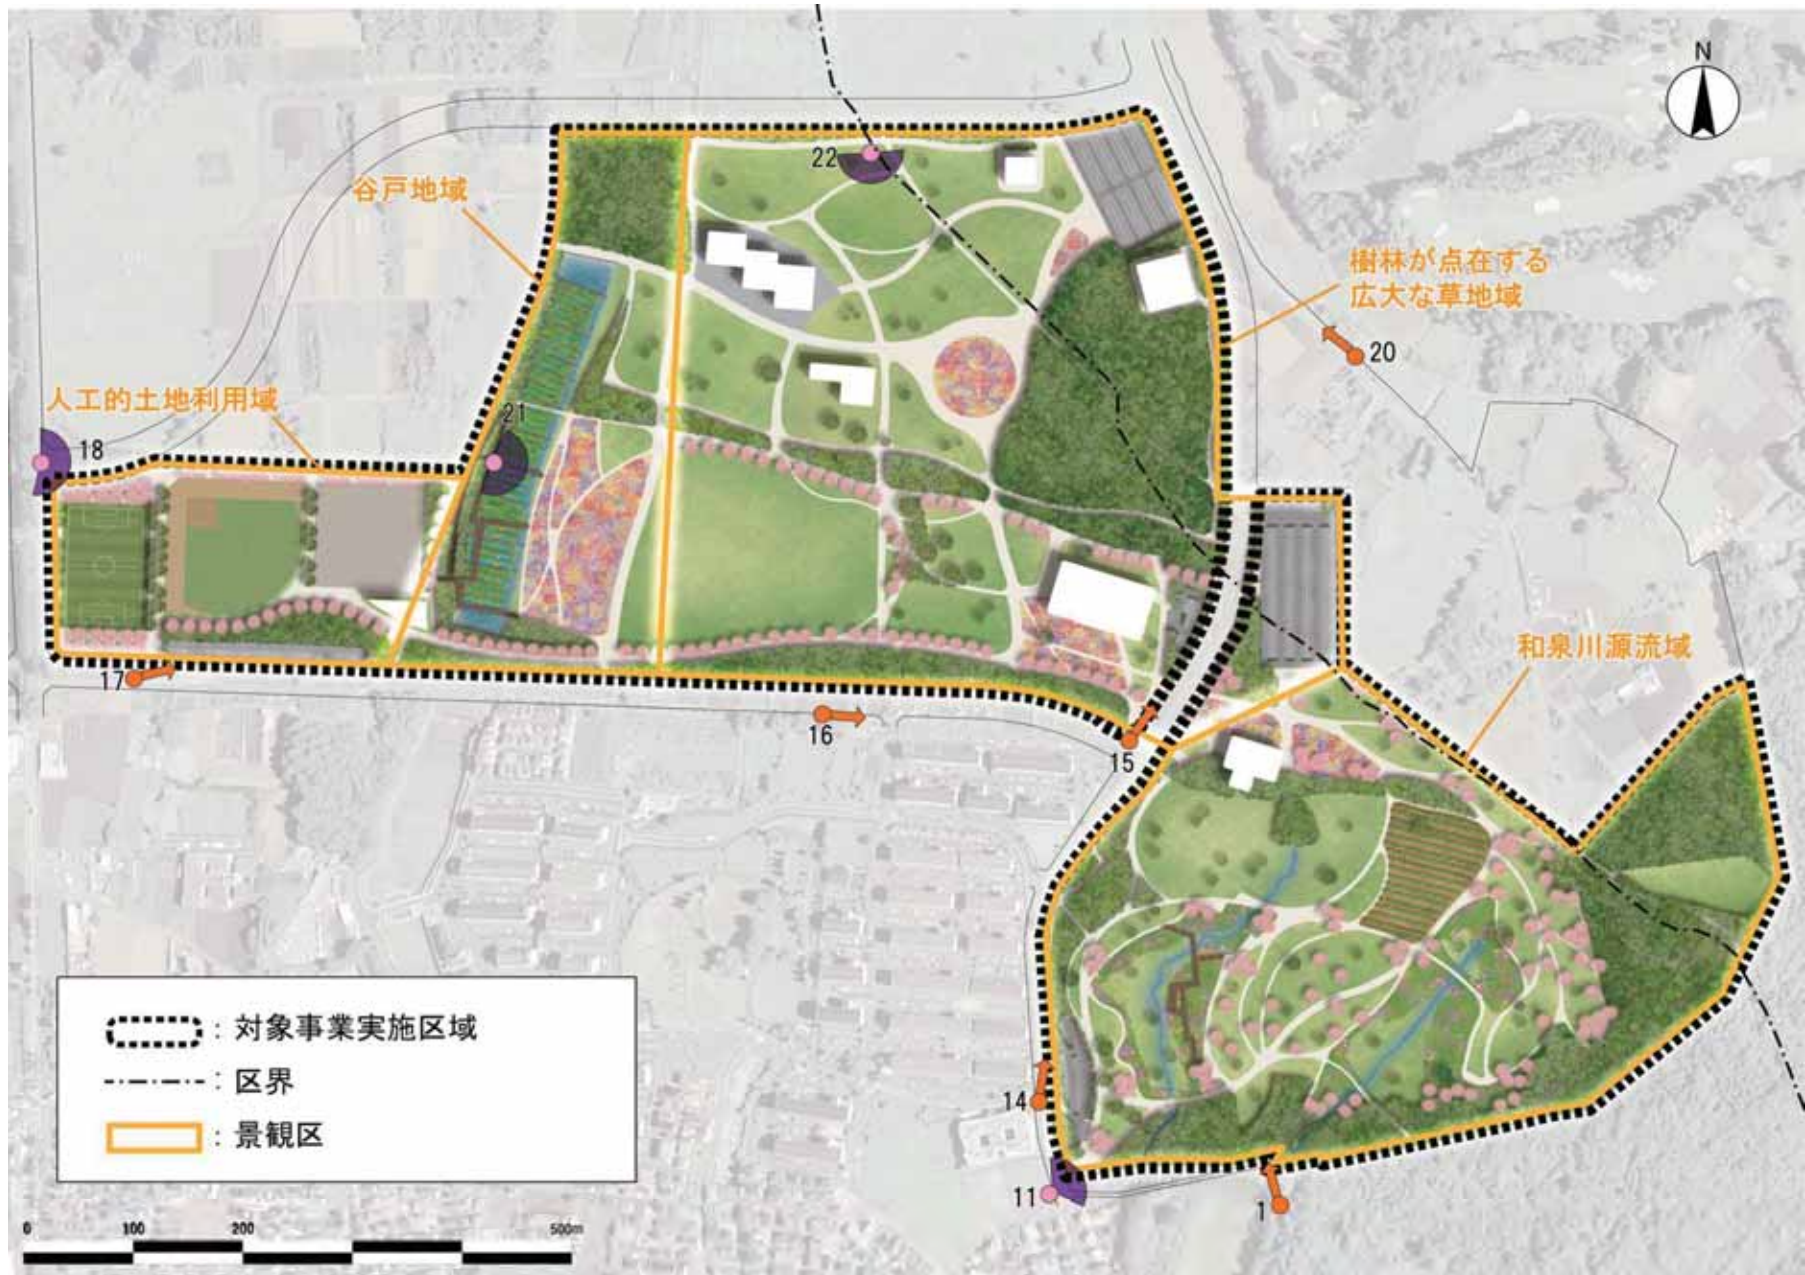 N
22
谷戸地域
樹林が点在する
広大な草地域
20
人工的土地利用域
21
18
和泉川源流域
17
16
15
：対象事業実施区域
：区界
：景観区
14
11
1
0 100 200 500m